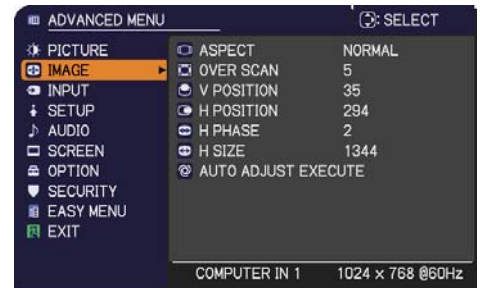 ADVANCED MENU : SELECT
PICTURE
IMAGE
INPUT
SETUP
AUDIO
SCREEN
OPTION
SECURITY
EASY MENU
EXIT
ASPECT NORMAL
OVER SCAN 5
V POSITION 35
H POSITION 294
H PHASE 2
H SIZE 1344
AUTO ADJUST EXECUTE
COMPUTER IN 1 1024 x 768 @60Hz